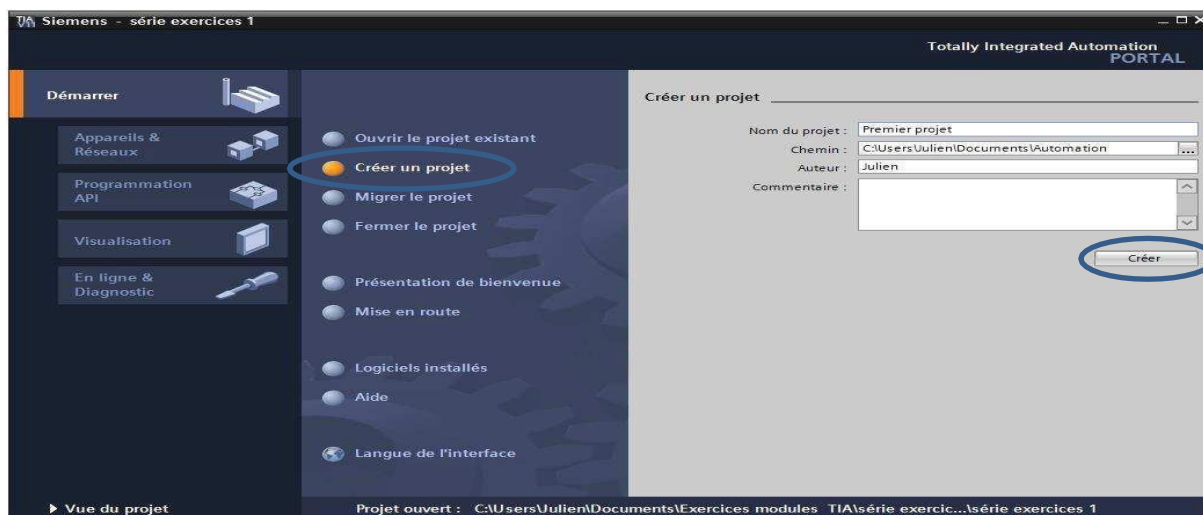 Siemens - série exercices 1
Totally Integrated Automation
PORTAL
Démarrer
Appareils &
Réseaux
Programmation
API
Visualisation
En ligne &
Diagnostic
Ouvrir le projet existant
Créer un projet
Migrer le projet
Fermer le projet
Présentation de bienvenue
Mise en route
Logiciels installés
Aide
Langue de l'interface
Créer un projet
Nom du projet : Premier projet
Chemin : C:\Users\Julien\Documents\Automation ...
Auteur : Julien
Commentaire :
Créer
Vue du projet
Projet ouvert : C:\Users\Julien\Documents\Exercices modules TIA\série exercic...\série exercices 1